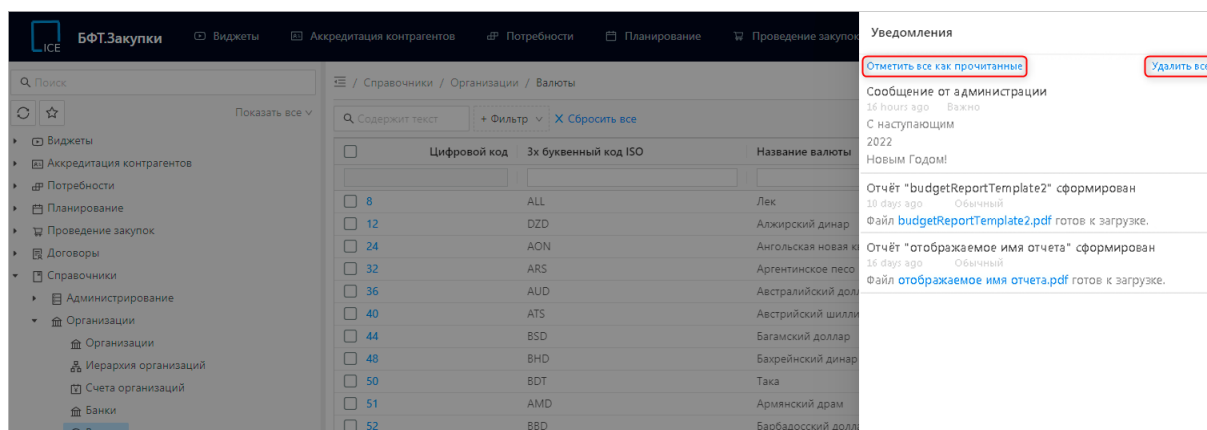 ICE
БФТ.Закупки
Виджеты
Аккредитация контрагентов
Потребности
Планирование
Проведение закупок
Уведомления
Отметить все как прочитанные
Удалить все
Сообщение от администрации
16 hours ago Важно
С наступающим
2022
Новым Годом!
Отчёт "budgetReportTemplate2" сформирован
10 days ago Обычный
Файл budgetReportTemplate2.pdf готов к загрузке.
Отчёт "отображаемое имя отчета" сформирован
16 days ago Обычный
Файл отображаемое имя отчета.pdf готов к загрузке.
Поиск
Показать все
Виджеты
Аккредитация контрагентов
Потребности
Планирование
Проведение закупок
Договоры
Справочники
Администрирование
Организации
Организации
Иерархия организаций
Счета организаций
Банки
/ Справочники / Организации / Валюты
Содержит текст
+ Фильтр
X Сбросить все
Цифровой код 3х буквенный код ISO Название валюты
8 ALL Лек
12 DZD Алжирский динар
24 AON Ангольская новая
32 ARS Аргентинское песо
36 AUD Австралийский
40 ATS Австрийский
44 BSD Багамский доллар
48 BHD Бахрейнский динар
50 BDT Така
51 AMD Армянский драм
52 BBD Барбадосский